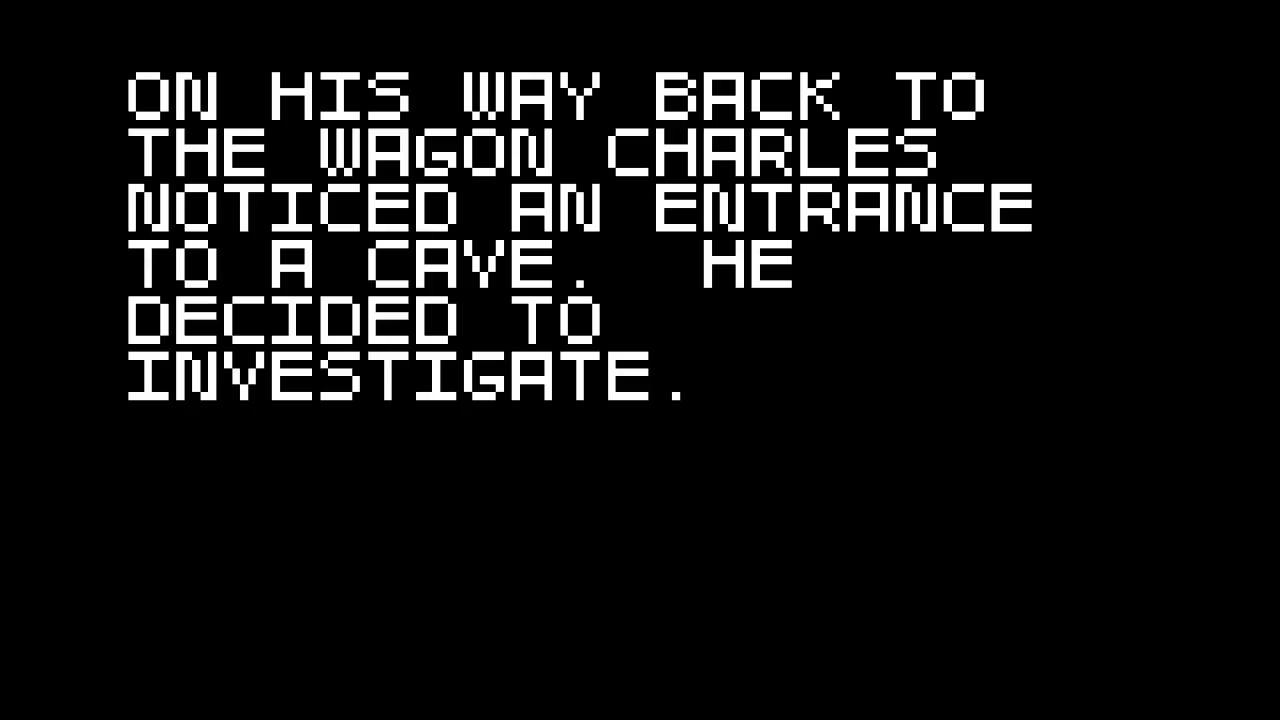 ON HIS WAY BACK TO
THE WAGON CHARLES
NOTICED AN ENTRANCE
TO A CAVE.  HE
DECIDED TO
INVESTIGATE.